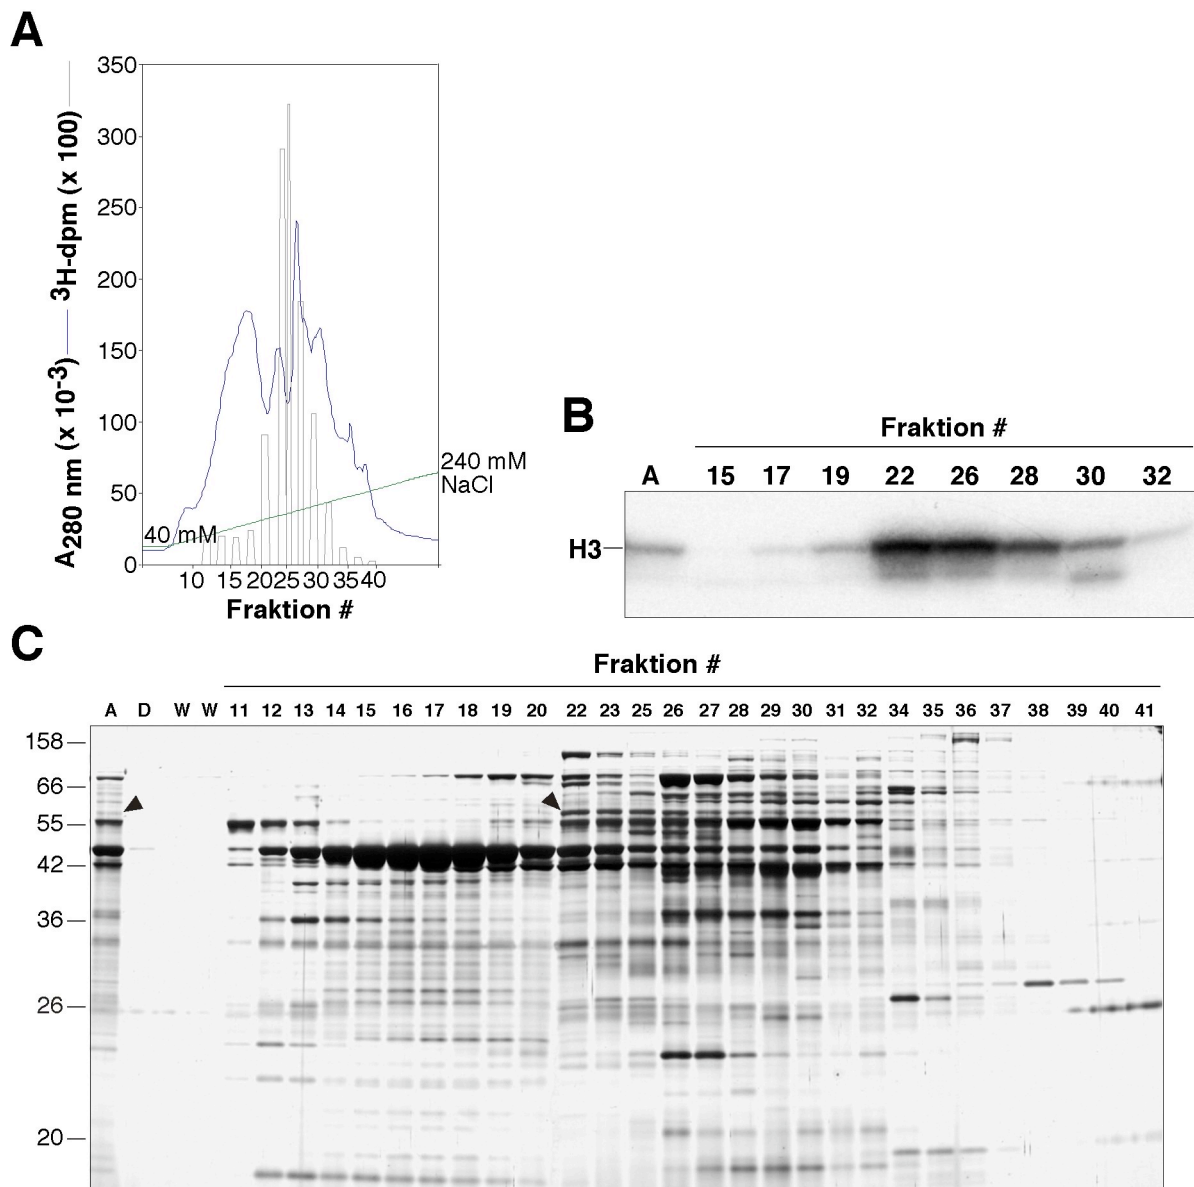 A
350
300
250
200
150
100
50
0
A280 nm (x 10-3) 3H-dpm (x 100)
40 mM
240 mM
NaCl
10 15 20 25 30 35 40
Fraktion #
B
Fraktion #
A 15 17 19 22 26 28 30 32
H3
C
Fraktion #
A D W W 11 12 13 14 15 16 17 18 19 20 22 23 25 26 27 28 29 30 31 32 34 35 36 37 38 39 40 41
158
66
55
42
36
26
20